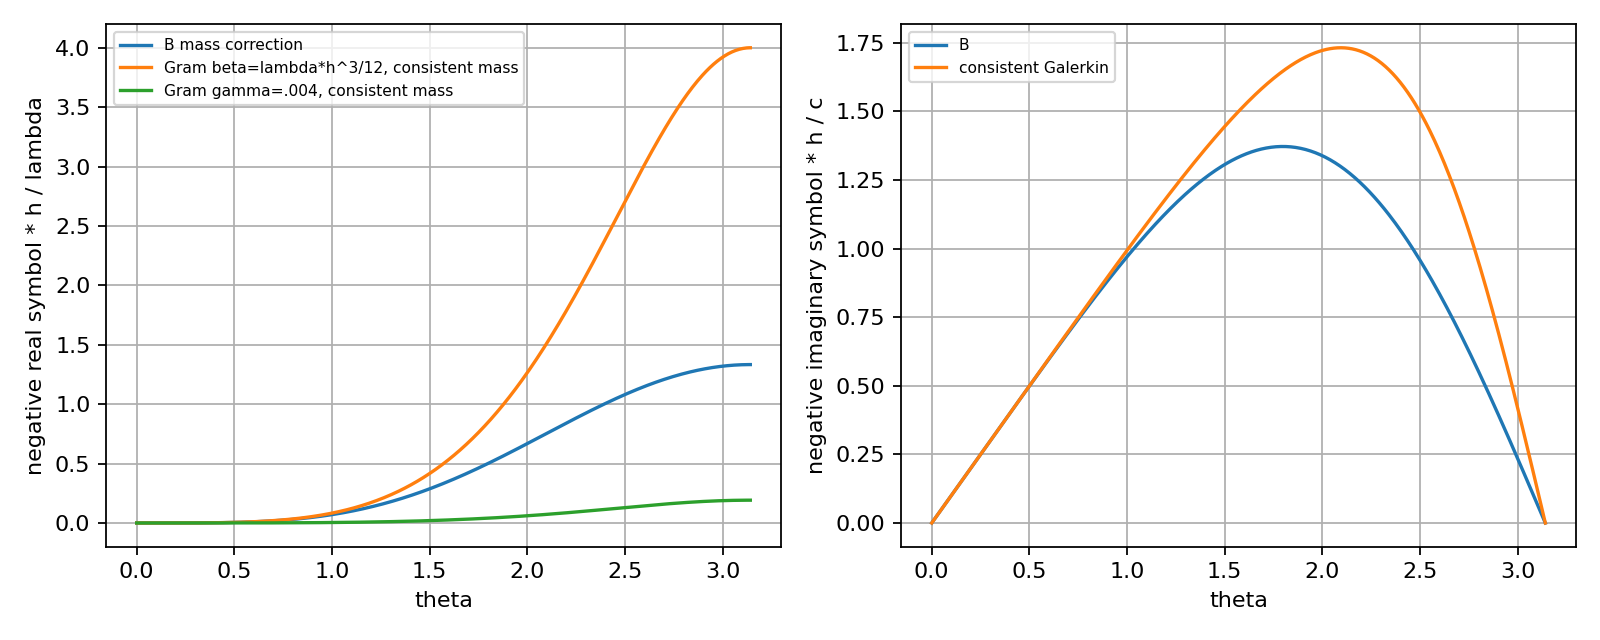 negative real symbol * h / lambda
4.0
3.5
3.0
2.5
2.0
1.5
1.0
0.5
0.0
B mass correction
Gram beta=lambda*h^3/12, consistent mass
Gram gamma=.004, consistent mass
0.0 0.5 1.0 1.5 2.0 2.5 3.0
theta
negative imaginary symbol * h / c
1.75
1.50
1.25
1.00
0.75
0.50
0.25
0.00
B
consistent Galerkin
0.0 0.5 1.0 1.5 2.0 2.5 3.0
theta